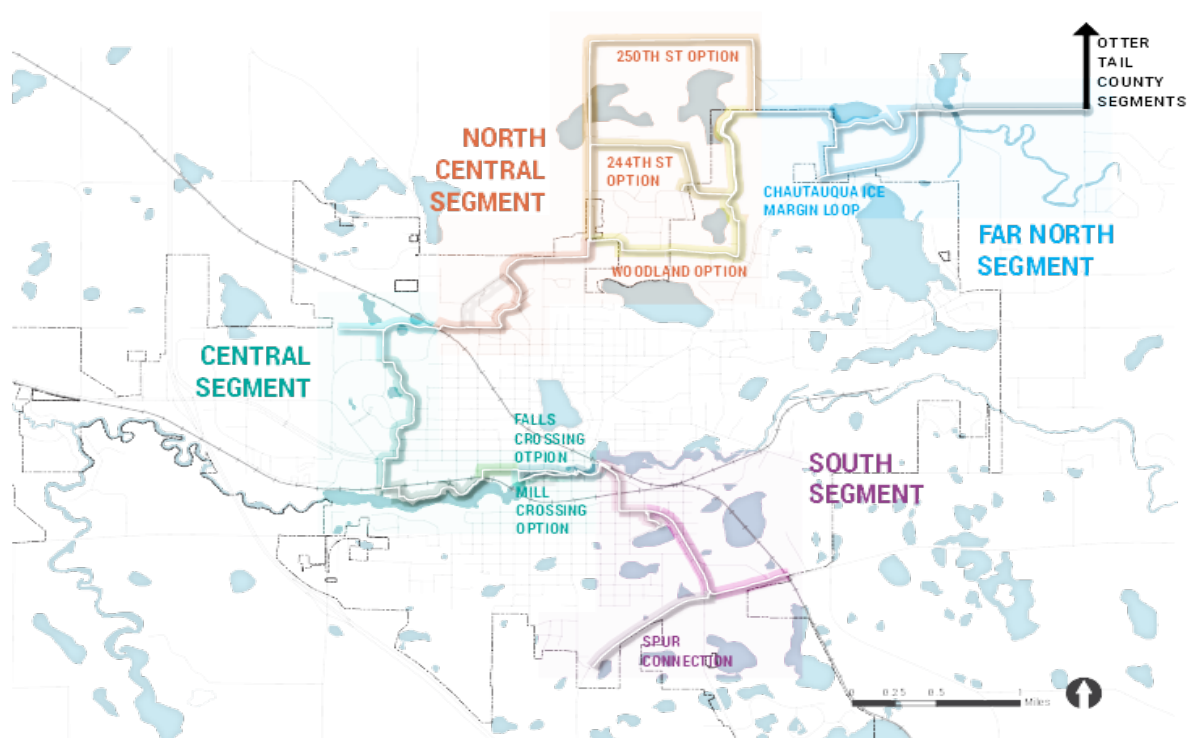 OTTER
TAIL
COUNTY
SEGMENTS
250TH ST OPTION
NORTH
CENTRAL
SEGMENT
244TH ST
OPTION
CHAUTAUQUA ICE
MARGIN LOOP
FAR NORTH
SEGMENT
WOODLAND OPTION
CENTRAL
SEGMENT
FALLS
CROSSING
OTPION
MILL
CROSSING
OPTION
SOUTH
SEGMENT
SPUR
CONNECTION
0 0.25 0.5 1
Miles